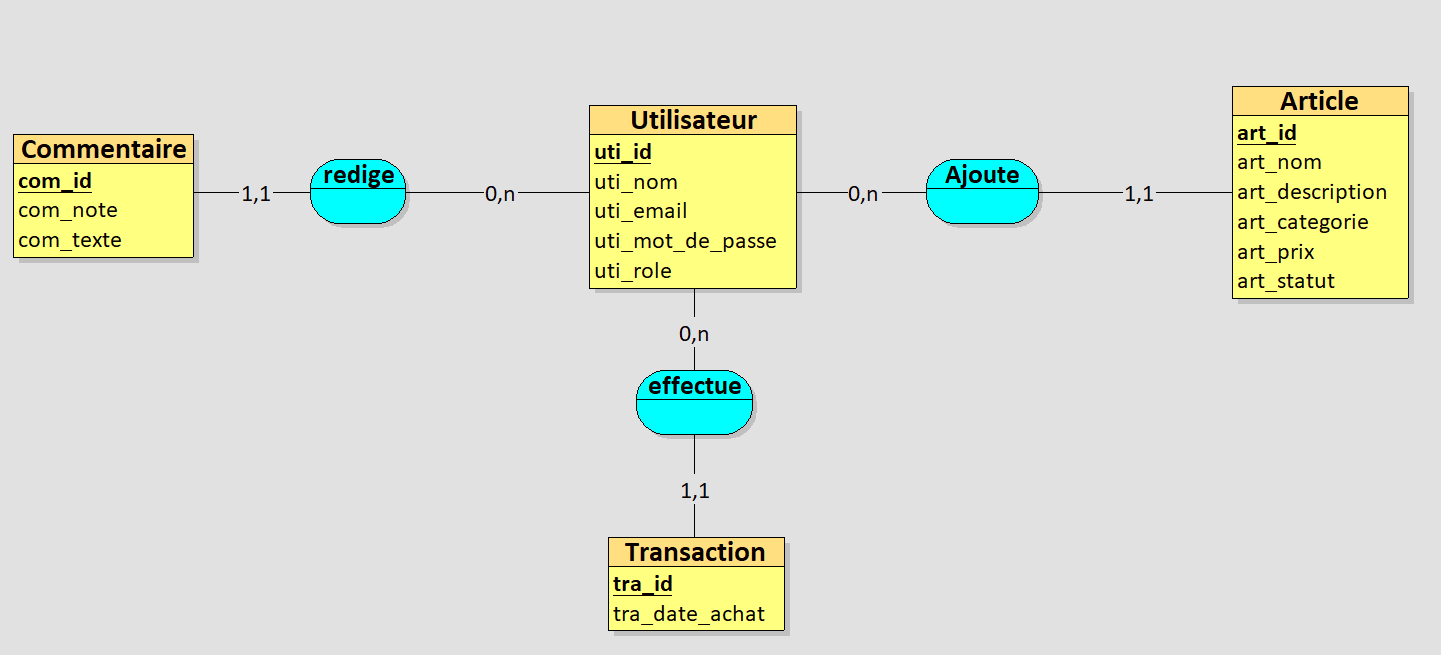 Commentaire
com_id
com_note
com_texte
1,1
redige
0,n
Utilisateur
uti_id
uti_nom
uti_email
uti_mot_de_passe
uti_role
0,n
Ajoute
1,1
Article
art_id
art_nom
art_description
art_categorie
art_prix
art_statut
0,n
effectue
1,1
Transaction
tra_id
tra_date_achat